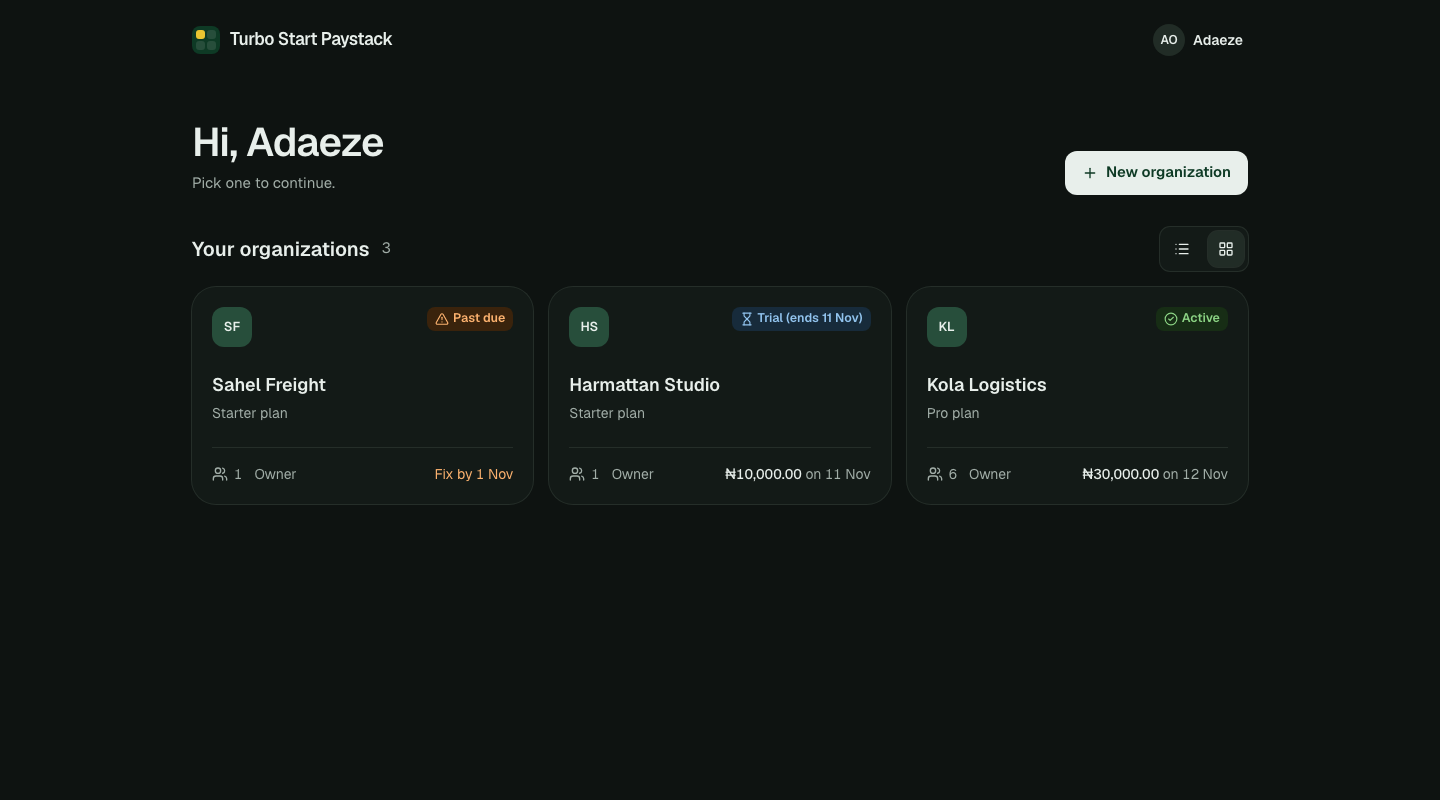 Turbo Start Paystack
AO Adaeze
Hi, Adaeze
Pick one to continue.
New organization
Your organizations 3
SF
Past due
Sahel Freight
Starter plan
1 Owner
Fix by 1 Nov
HS
Trial (ends 11 Nov)
Harmattan Studio
Starter plan
1 Owner
₦10,000.00 on 11 Nov
KL
Active
Kola Logistics
Pro plan
6 Owner
₦30,000.00 on 12 Nov